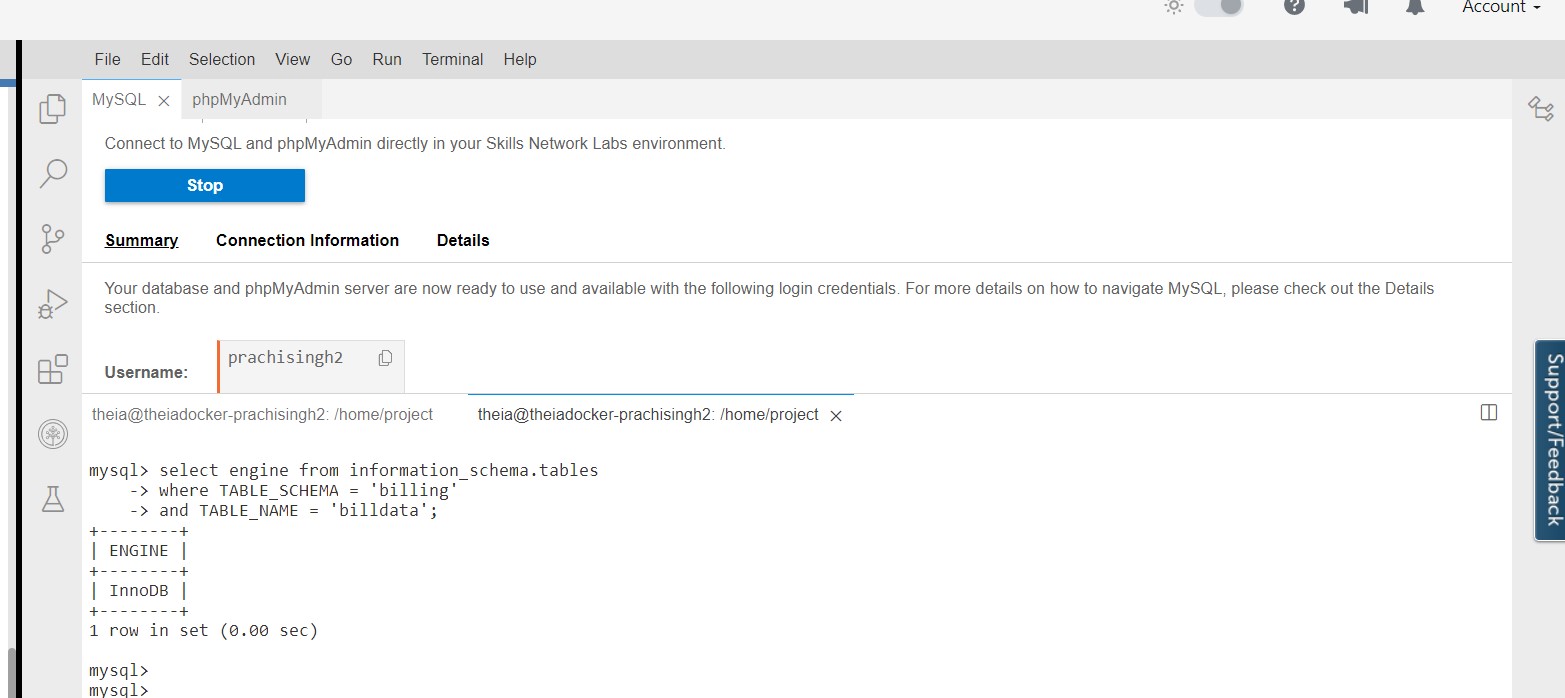 Account
File Edit Selection View Go Run Terminal Help
MySQL phpMyAdmin
Connect to MySQL and phpMyAdmin directly in your Skills Network Labs environment.
Stop
Summary Connection Information Details
Your database and phpMyAdmin server are now ready to use and available with the following login credentials. For more details on how to navigate MySQL, please check out the Details
section.
Username: prachisingh2
theia@theiadocker-prachisingh2: /home/project theia@theiadocker-prachisingh2: /home/project
mysql> select engine from information_schema.tables
    -> where TABLE_SCHEMA = 'billing'
    -> and TABLE_NAME = 'billdata';
+--------+
| ENGINE |
+--------+
| InnoDB |
+--------+
1 row in set (0.00 sec)
mysql>
mysql>
Support/Feedback